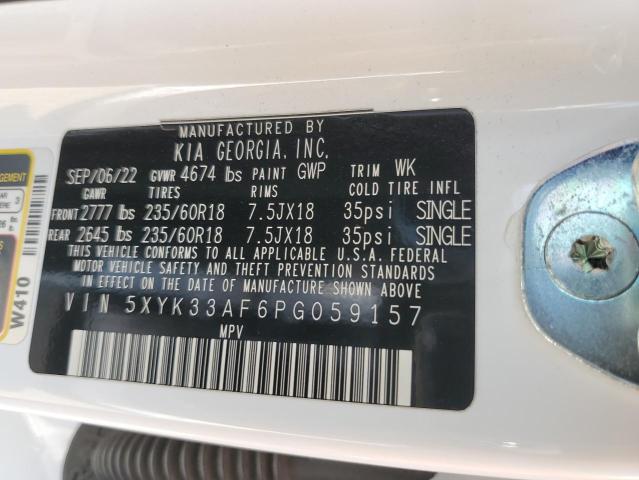 MANUFACTURED BY
KIA GEORGIA, INC.
SEP/06/22 GVWR 4674 lbs PAINT GWP TRIM WK
GAWR TIRES RIMS COLD TIRE INFL
FRONT 2777 lbs 235/60R18 7.5JX18 35psi SINGLE
REAR 2645 lbs 235/60R18 7.5JX18 35psi SINGLE
THIS VEHICLE CONFORMS TO ALL APPLICABLE U.S.A. FEDERAL
MOTOR VEHICLE SAFETY AND THEFT PREVENTION STANDARDS
IN EFFECT ON THE DATE OF MANUFACTURE SHOWN ABOVE
VIN 5XYK33AF6PG059157
MPV
W410